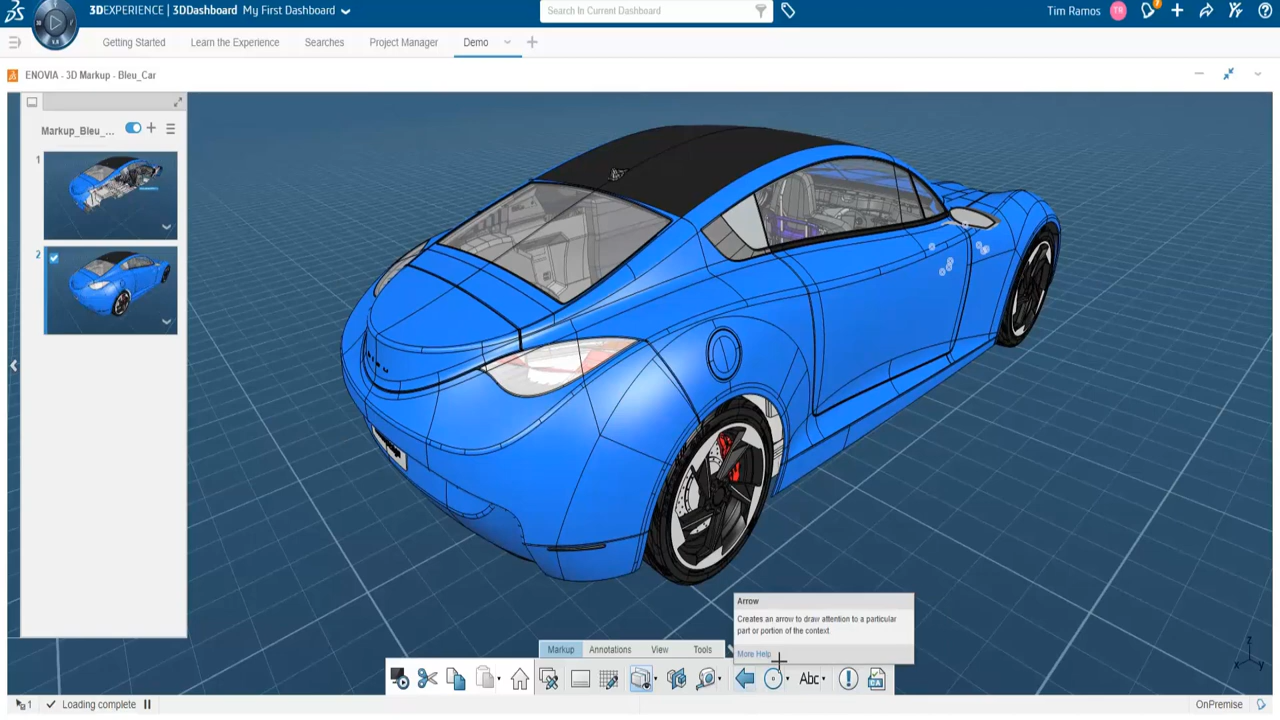 3DEXPERIENCE | 3DDashboard My First Dashboard
Search In Current Dashboard
Tim Ramos
TR
Getting Started
Learn the Experience
Searches
Project Manager
Demo
ENOVIA - 3D Markup - Bleu_Car
Markup_Bleu_...
1
2
Arrow
Creates an arrow to draw attention to a particular
part or portion of the context.
More Help
Markup
Annotations
View
Tools
Abc
Z
X
Y
1
Loading complete
OnPremise